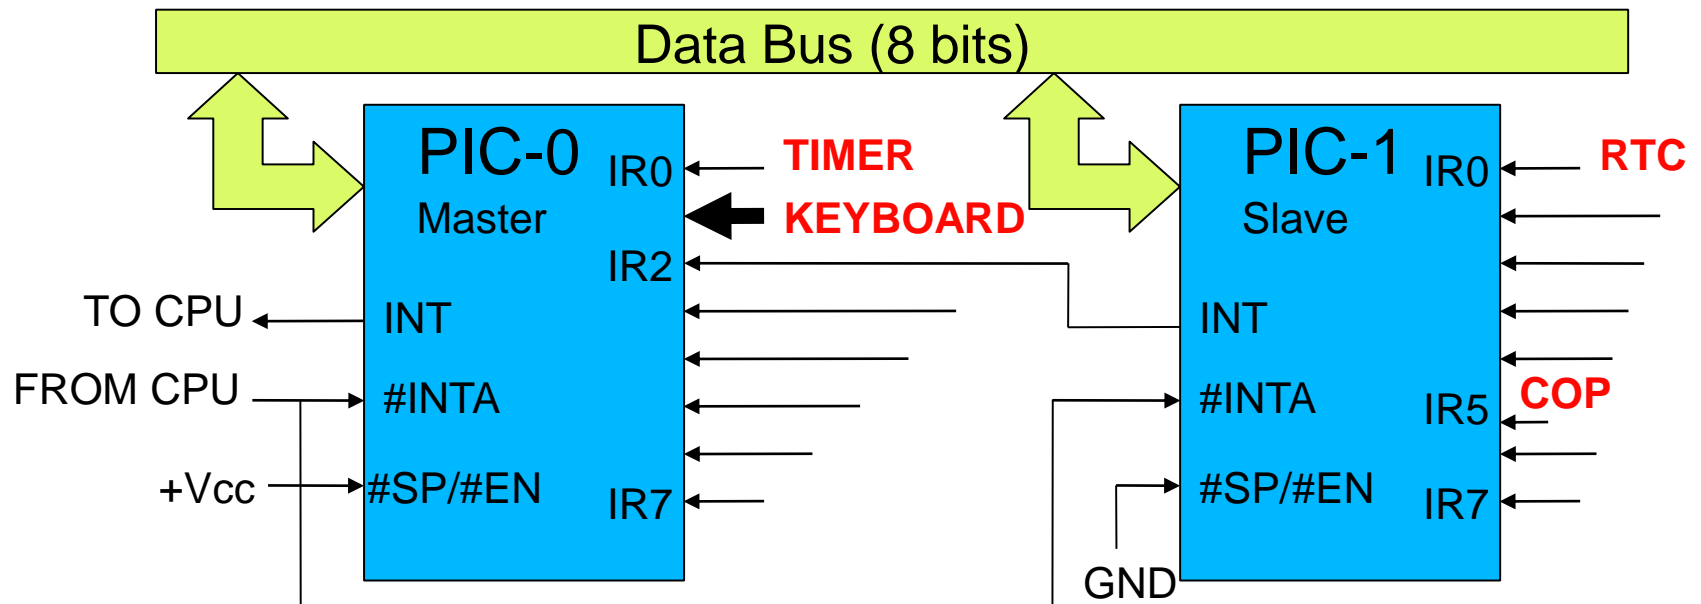 Data Bus (8 bits)
PIC-0
Master
IR0
TIMER
KEYBOARD
IR2
TO CPU
INT
FROM CPU
#INTA
+Vcc
#SP/#EN
IR7
PIC-1
Slave
IR0
RTC
INT
#INTA
IR5
COP
#SP/#EN
IR7
GND